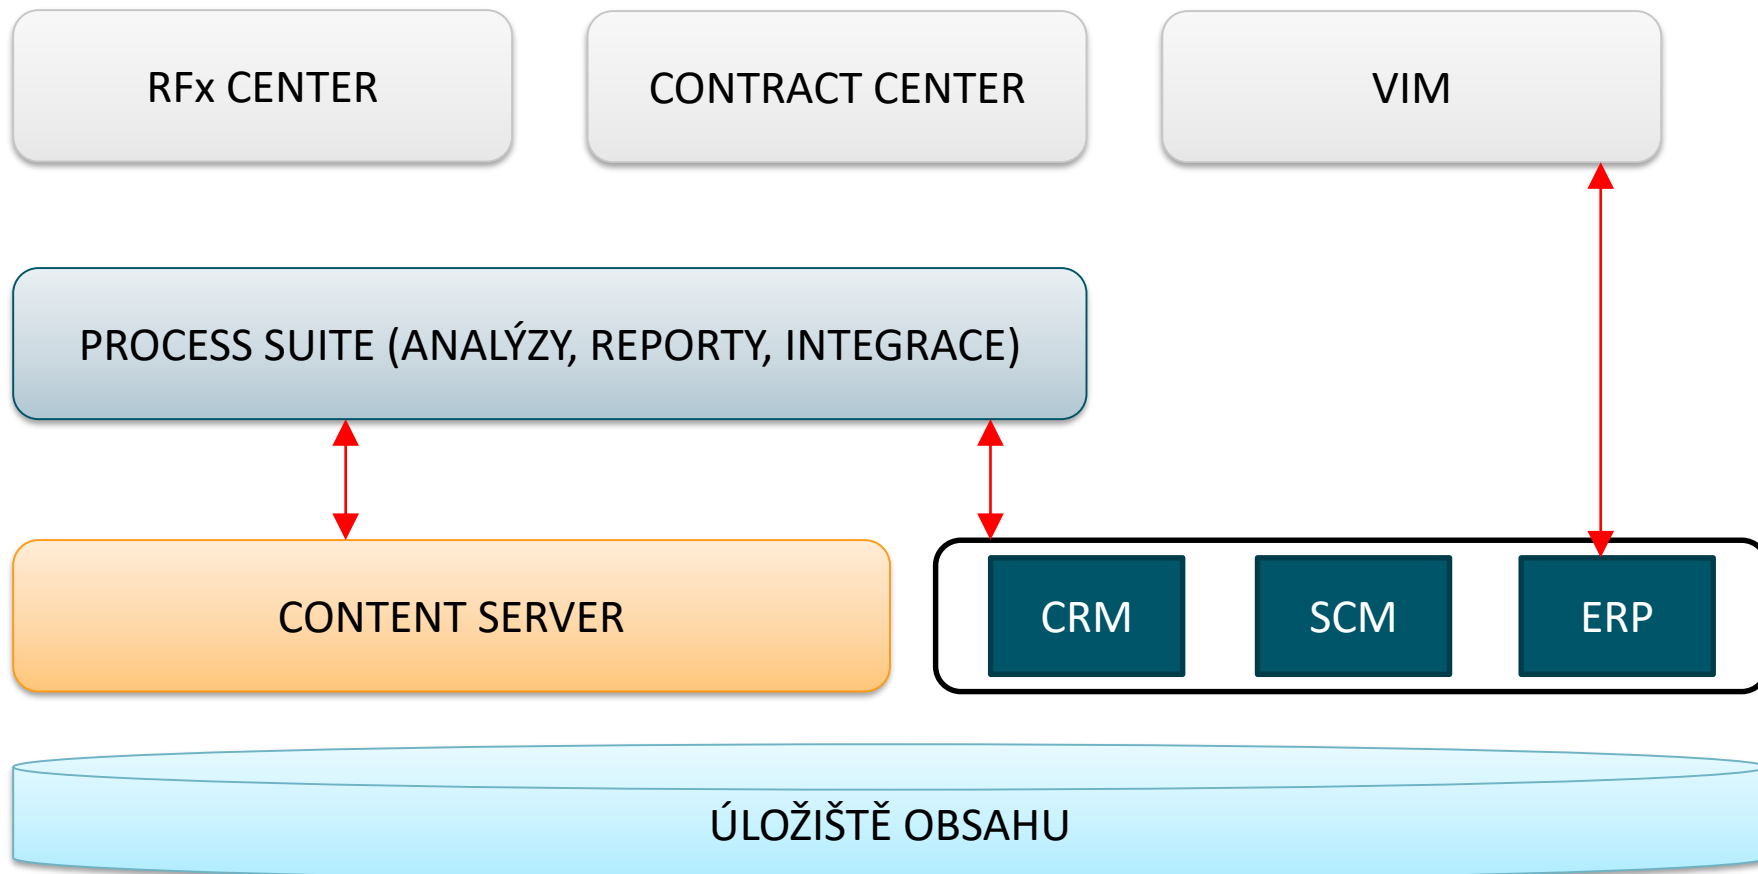 RFx CENTER
CONTRACT CENTER
VIM
PROCESS SUITE (ANALÝZY, REPORTY, INTEGRACE)
CONTENT SERVER
CRM
SCM
ERP
ÚLOŽIŠTĚ OBSAHU